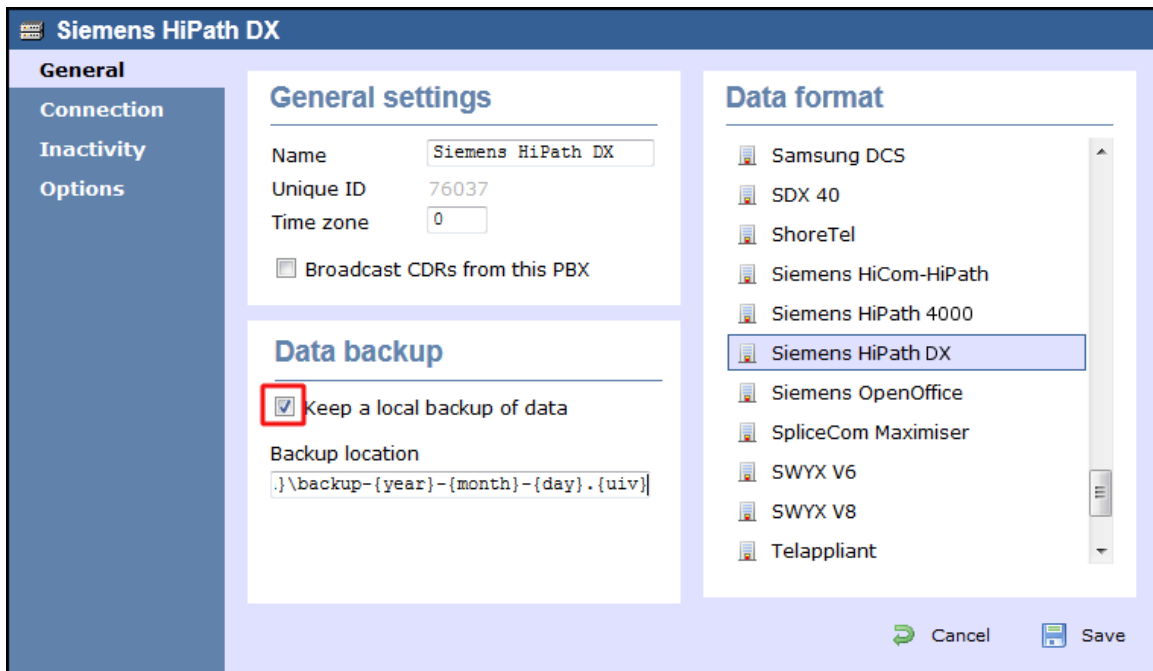 Siemens HiPath DX
General
Connection
Inactivity
Options
General settings
Name Siemens HiPath DX
Unique ID 76037
Time zone 0
Broadcast CDRs from this PBX
Data backup
Keep a local backup of data
Backup location
.}\backup-{year}-{month}-{day}.{uiv}
Data format
Samsung DCS
SDX 40
ShoreTel
Siemens HiCom-HiPath
Siemens HiPath 4000
Siemens HiPath DX
Siemens OpenOffice
SpliceCom Maximiser
SWYX V6
SWYX V8
Telappliant
Cancel Save